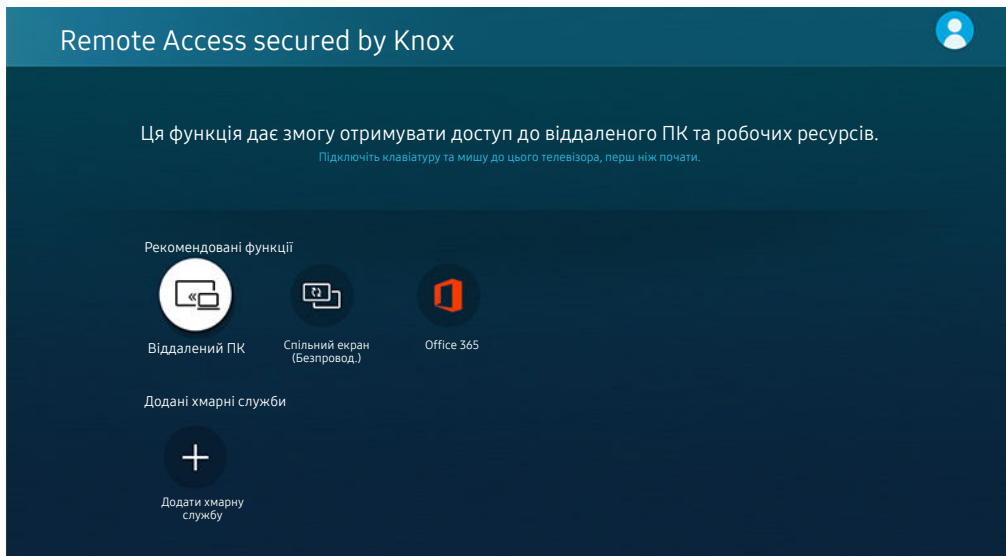 Remote Access secured by Knox
Ця функція дає змогу отримувати доступ до віддаленого ПК та робочих ресурсів.
Підключіть клавіатуру та мишу до цього телевізора, перш ніж почати.
Рекомендовані функції
Віддалений ПК
Спільний екран
(Безпровод.)
Office 365
Додані хмарні служби
Додати хмарну
службу